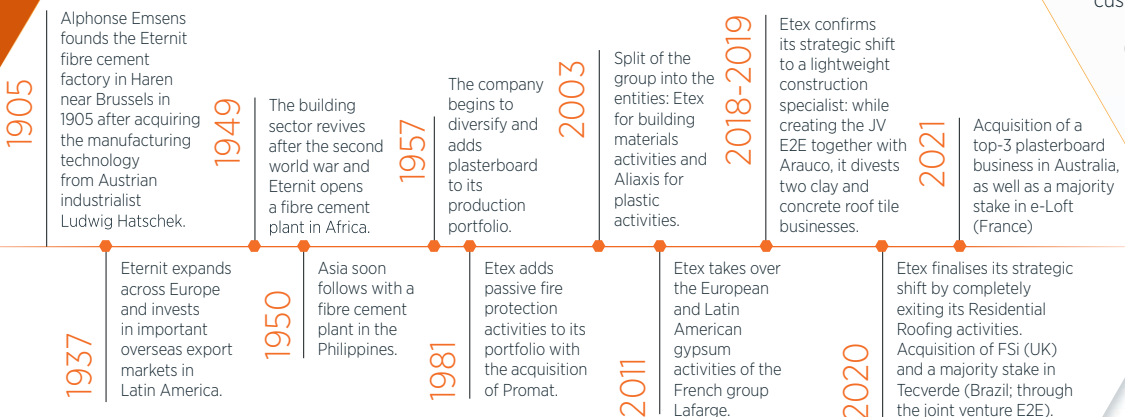 cus
1905
Alphonse Emsens
founds the Eternit
fibre cement
factory in Haren
near Brussels in
1905 after acquiring
the manufacturing
technology
from Austrian
industrialist
Ludwig Hatschek.
1937
Eternit expands
across Europe
and invests
in important
overseas export
markets in
Latin America.
1949
The building
sector revives
after the second
world war and
Eternit opens
a fibre cement
plant in Africa.
1950
Asia soon
follows with a
fibre cement
plant in the
Philippines.
1957
The company
begins to
diversify and
adds
plasterboard
to its
production
portfolio.
1981
Etex adds
passive fire
protection
activities to its
portfolio with
the acquisition
of Promat.
2003
Split of the
group into the
entities: Etex
for building
materials
activities and
Aliaxis for
plastic
activities.
2011
Etex takes over
the European
and Latin
American
gypsum
activities of the
French group
Lafarge.
2018-2019
Etex confirms
its strategic shift
to a lightweight
construction
specialist: while
creating the JV
E2E together with
Arauco, it divests
two clay and
concrete roof tile
businesses.
2020
Etex finalises its strategic
shift by completely
exiting its Residential
Roofing activities.
Acquisition of FSi (UK)
and a majority stake in
Tecverde (Brazil; through
the joint venture E2E).
2021
Acquisition of a
top-3 plasterboard
business in Australia,
as well as a majority
stake in e-Loft
(France)